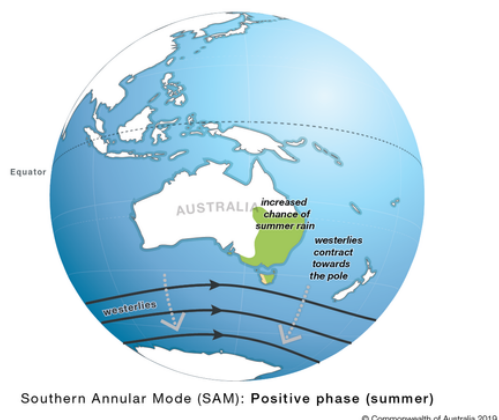 Equator
AUSTRALIA
increased
chance of
summer rain
westerlies
contract
towards
the pole
westerlies
Southern Annular Mode (SAM): Positive phase (summer)
© Commonwealth of Australia 2019